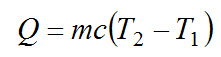 Q = mc(T₂ − T₁)